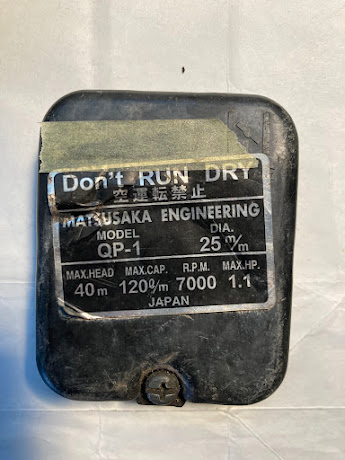 Don't RUN DRY
空運転禁止
MATSUSAKA ENGINEERING
MODEL DIA.
QP-1 25 m/m
MAX.HEAD MAX.CAP. R.P.M. MAX.HP.
40m 120ℓ/m 7000 1.1
JAPAN